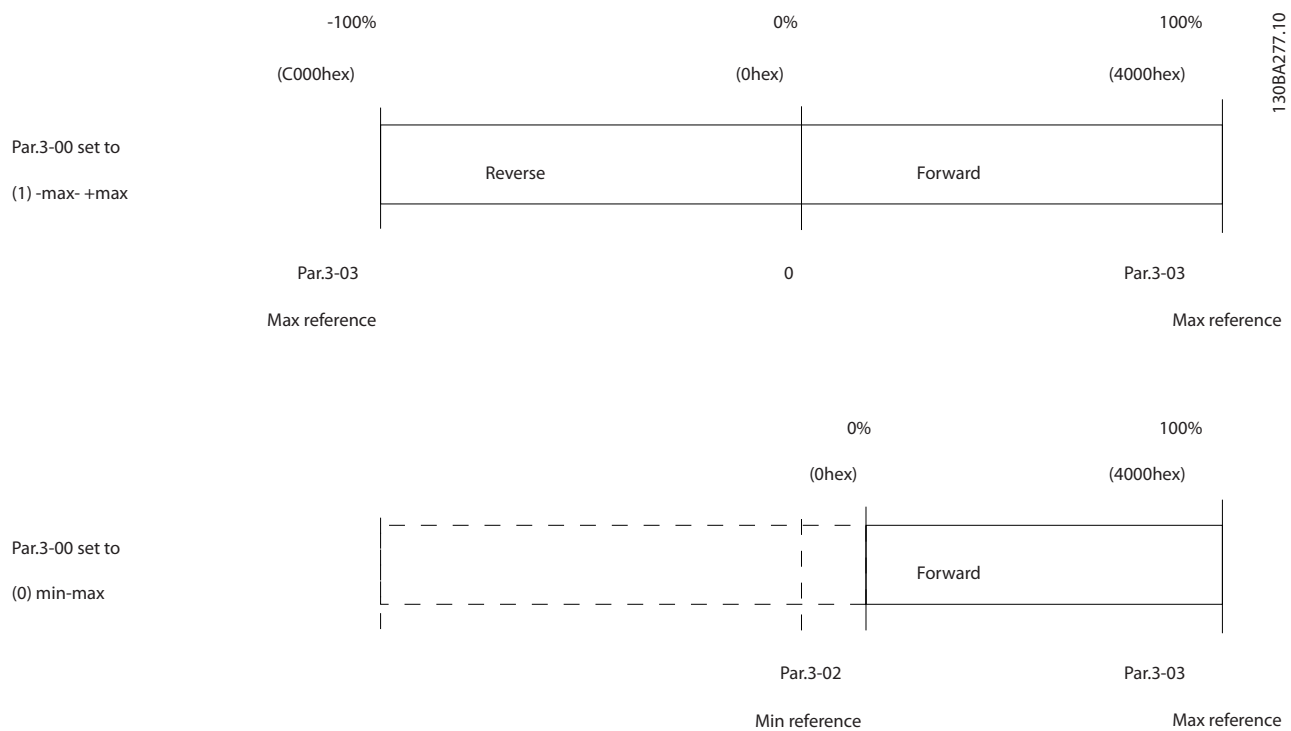 -100% 0% 100%
(C000hex) (0hex) (4000hex)
130BA277.10
Par.3-00 set to
(1) -max- +max
Reverse Forward
Par.3-03 0 Par.3-03
Max reference Max reference
0% 100%
(0hex) (4000hex)
Par.3-00 set to
(0) min-max
Forward
Par.3-02 Par.3-03
Min reference Max reference